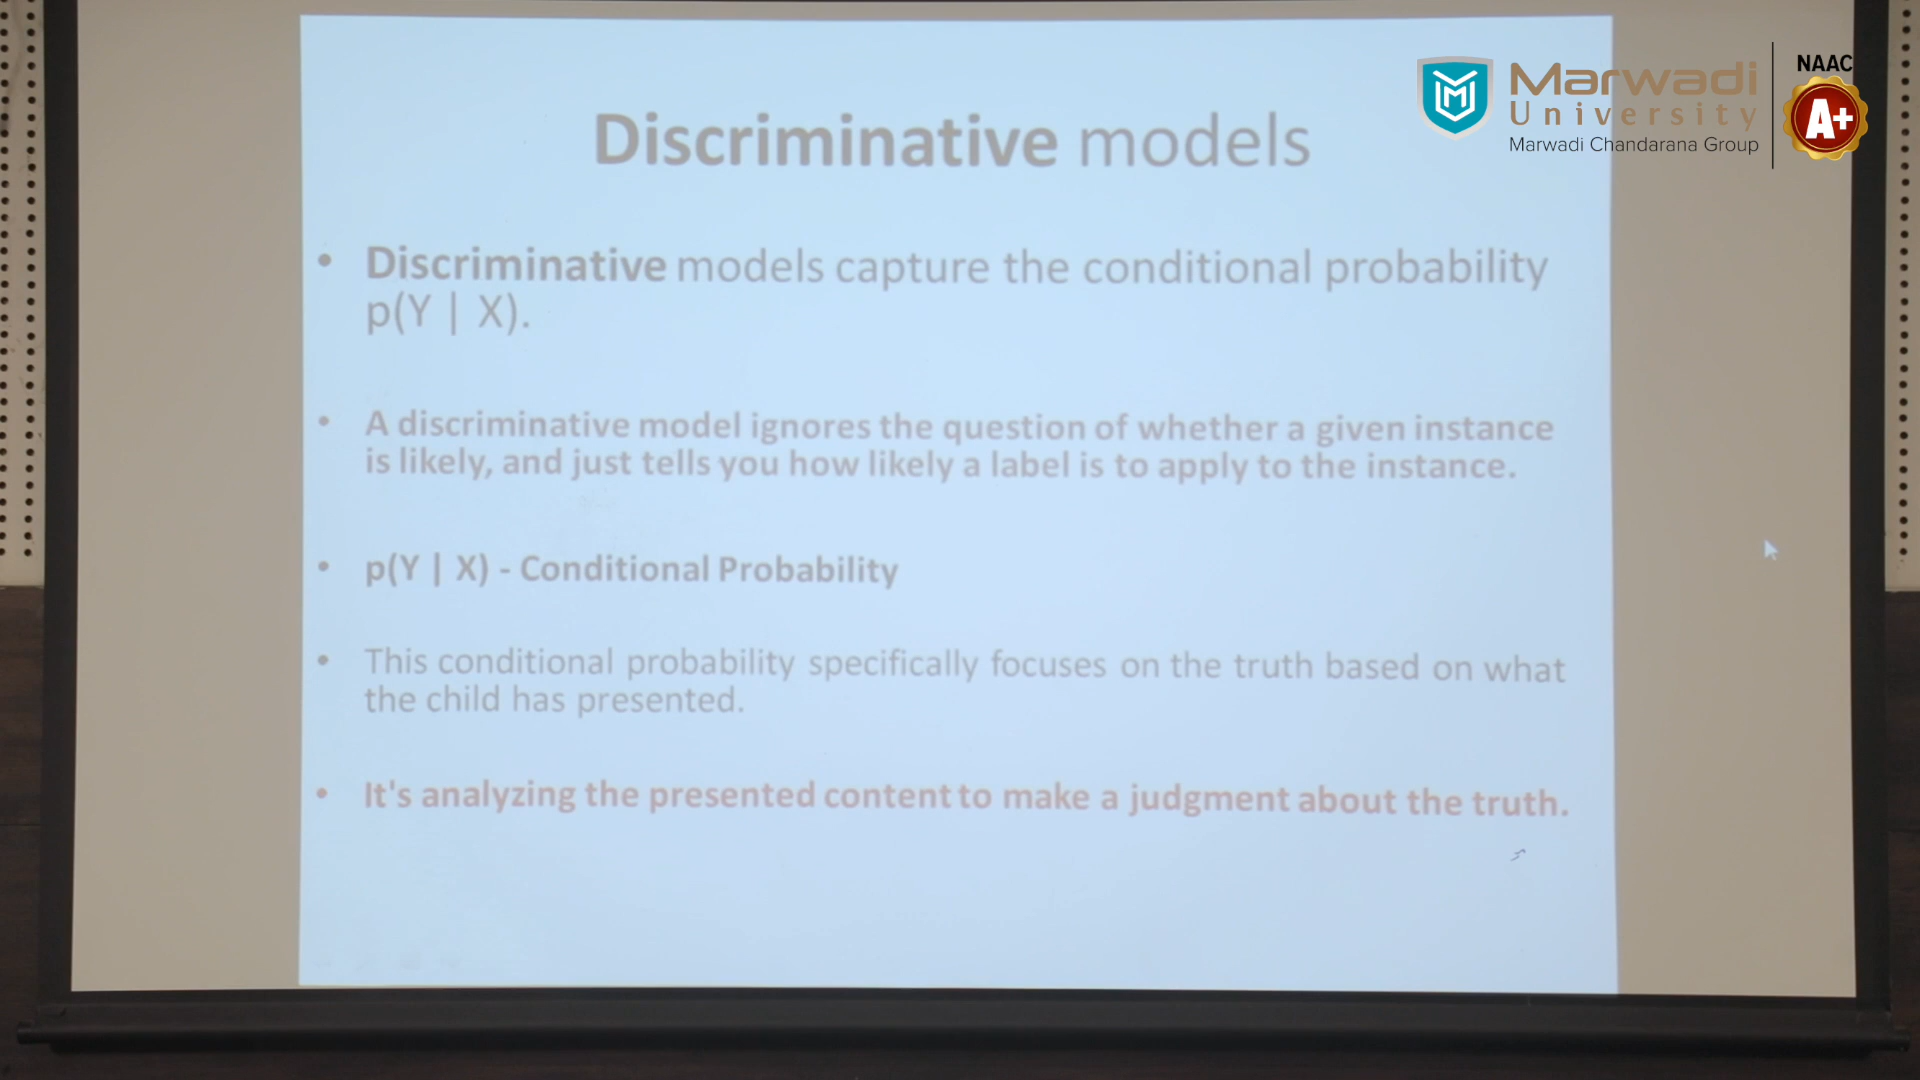 Marwadi
University
Marwadi Chandarana Group
NAAC
A+
Discriminative models
• Discriminative models capture the conditional probability
p(Y | X).
• A discriminative model ignores the question of whether a given instance
is likely, and just tells you how likely a label is to apply to the instance.
• p(Y | X) - Conditional Probability
• This conditional probability specifically focuses on the truth based on what
the child has presented.
• It's analyzing the presented content to make a judgment about the truth.